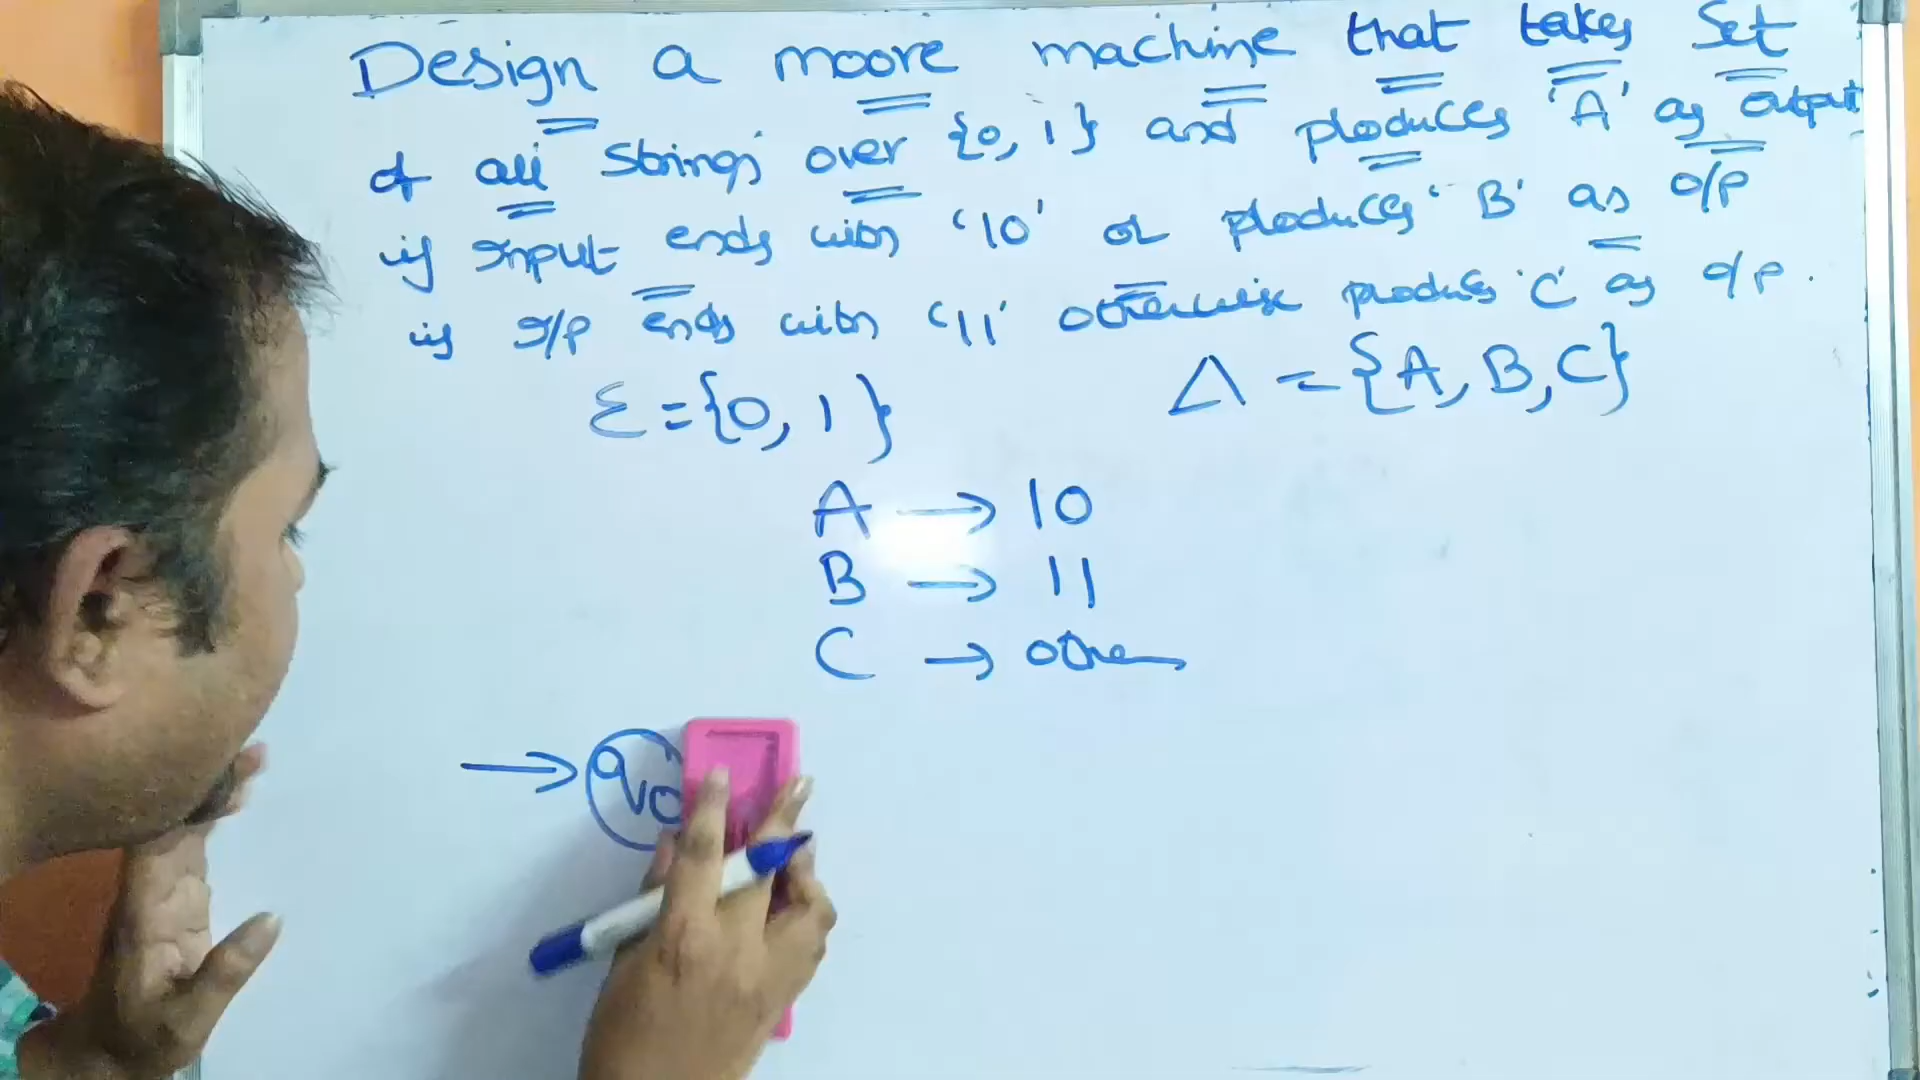 Design a moore machine that takes set
of all strings over {0, 1} and produces 'A' as output
if input ends with '10' or produces 'B' as o/p
if I/p ends with '11' otherwise produces 'C' as o/p.
Σ = {0, 1} Δ = {A, B, C}
A → 10
B → 11
C → other
→ q0